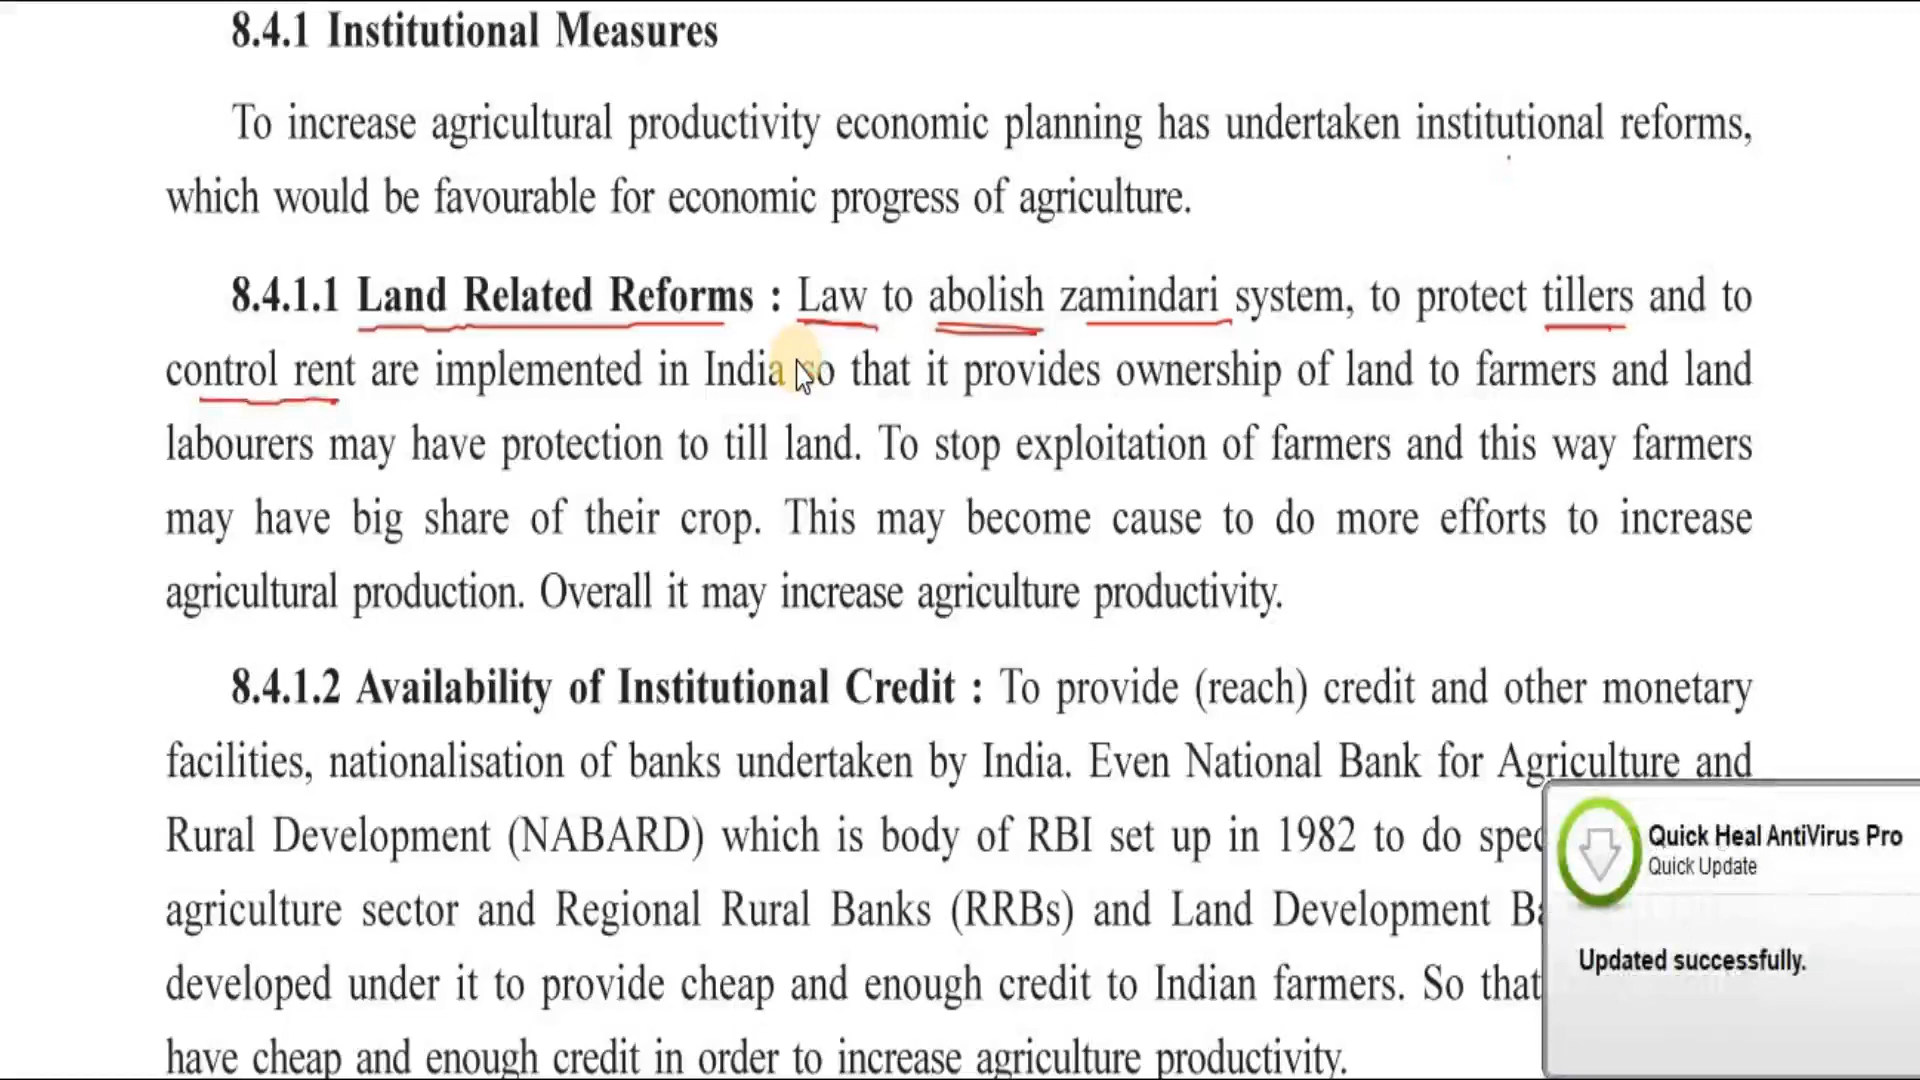 8.4.1 Institutional Measures
To increase agricultural productivity economic planning has undertaken institutional reforms,
which would be favourable for economic progress of agriculture.
8.4.1.1 Land Related Reforms : Law to abolish zamindari system, to protect tillers and to
control rent are implemented in India so that it provides ownership of land to farmers and land
labourers may have protection to till land. To stop exploitation of farmers and this way farmers
may have big share of their crop. This may become cause to do more efforts to increase
agricultural production. Overall it may increase agriculture productivity.
8.4.1.2 Availability of Institutional Credit : To provide (reach) credit and other monetary
facilities, nationalisation of banks undertaken by India. Even National Bank for Agriculture and
Rural Development (NABARD) which is body of RBI set up in 1982 to do
agriculture sector and Regional Rural Banks (RRBs) and Land Development
developed under it to provide cheap and enough credit to Indian farmers. So that
have cheap and enough credit in order to increase agriculture productivity.
Quick Heal AntiVirus Pro
Quick Update
Updated successfully.